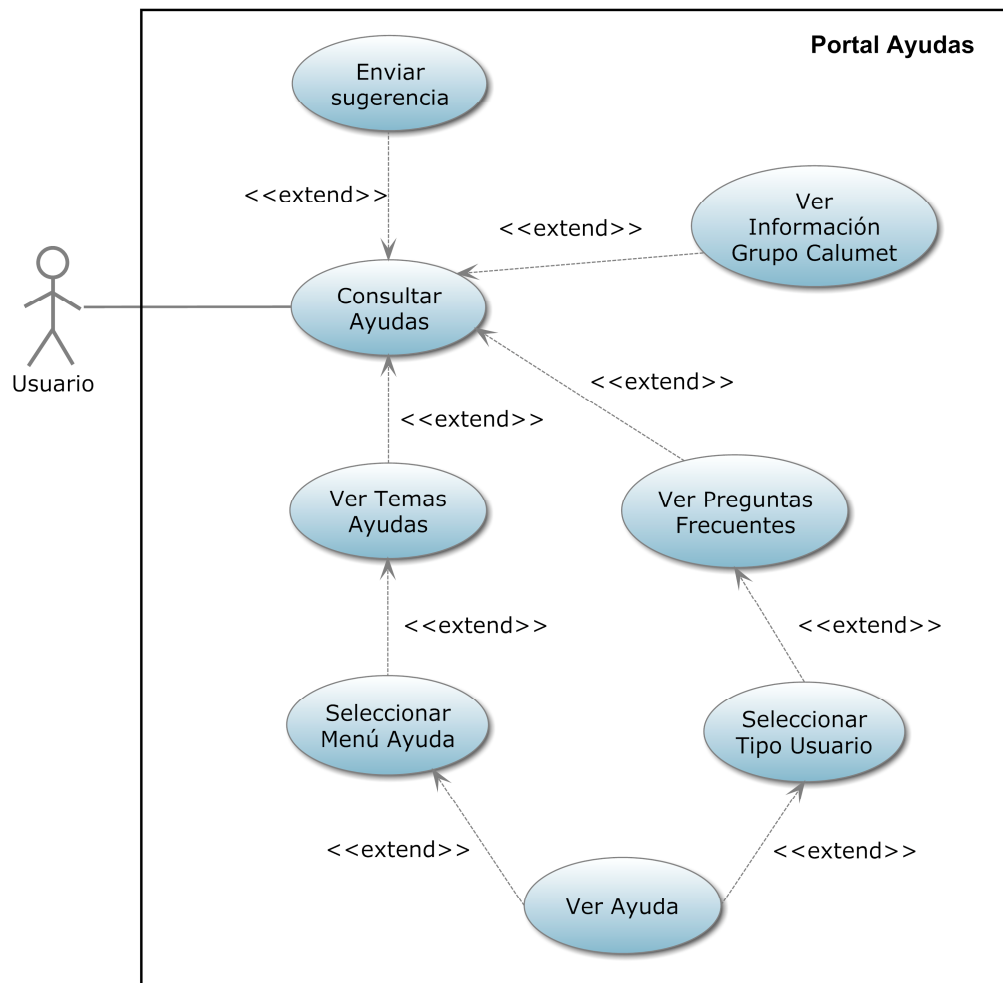 Portal Ayudas
Enviar
sugerencia
<<extend>>
Ver
Información
Grupo Calumet
<<extend>>
Consultar
Ayudas
Usuario
<<extend>>
<<extend>>
Ver Temas
Ayudas
Ver Preguntas
Frecuentes
<<extend>>
<<extend>>
Seleccionar
Menú Ayuda
Seleccionar
Tipo Usuario
<<extend>>
<<extend>>
Ver Ayuda